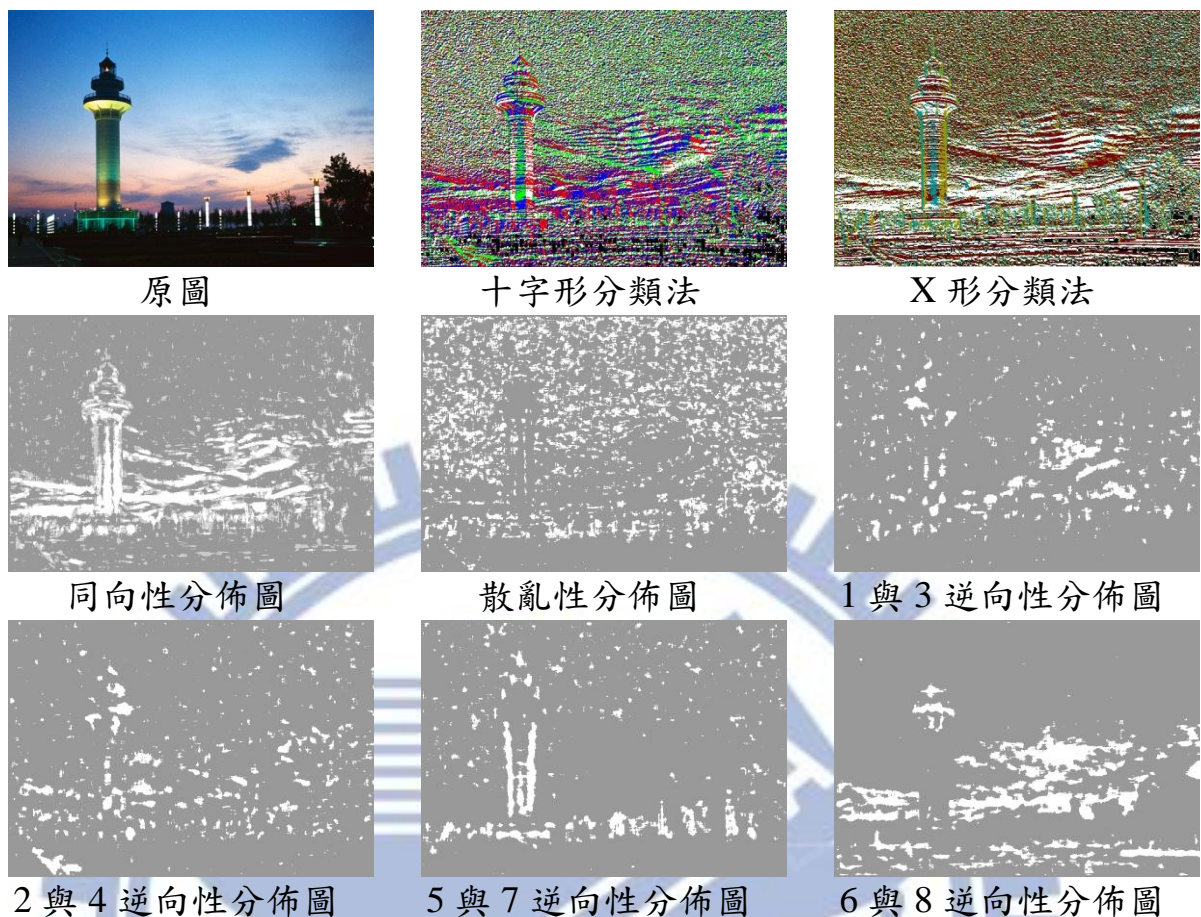 原圖
十字形分類法
X 形分類法
同向性分佈圖
散亂性分佈圖
1 與 3 逆向性分佈圖
2 與 4 逆向性分佈圖
5 與 7 逆向性分佈圖
6 與 8 逆向性分佈圖